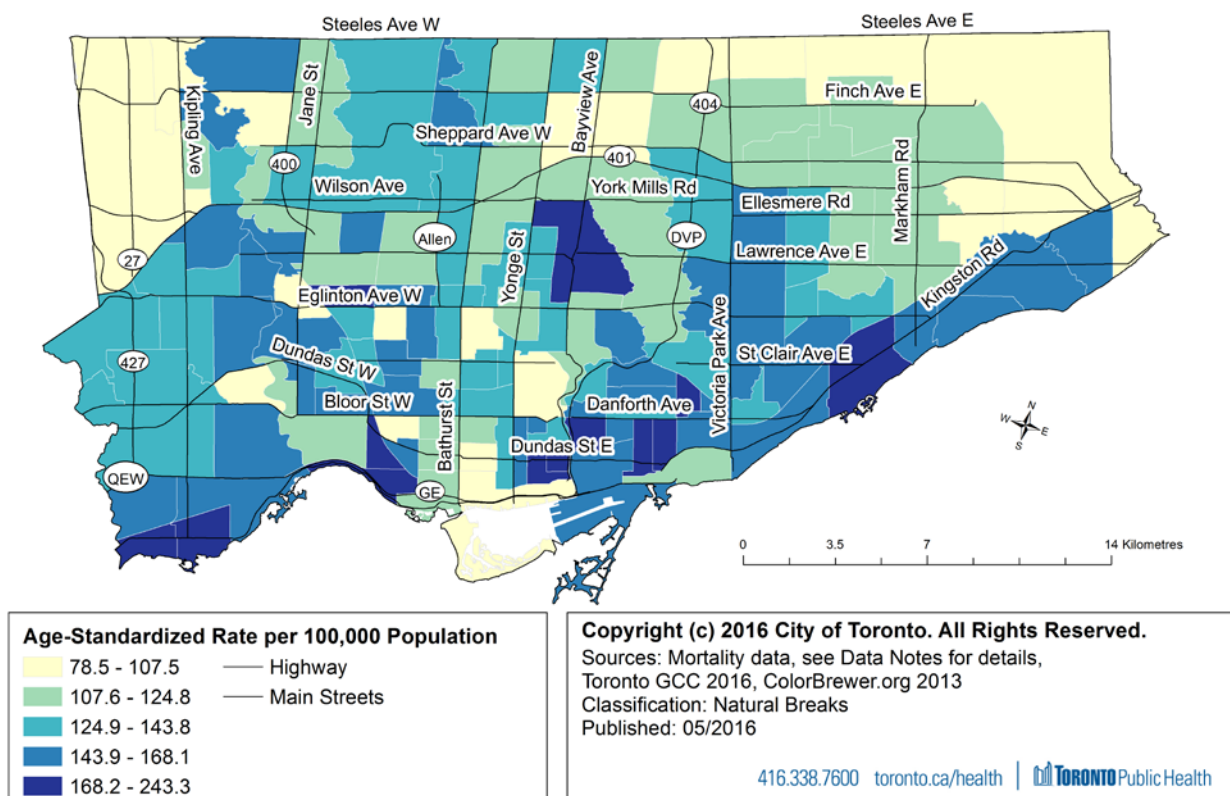 Steeles Ave W
Steeles Ave E
Kipling Ave
Jane St
Bayview Ave
Finch Ave E
404
Sheppard Ave W
400
401
Markham Rd
Wilson Ave
York Mills Rd
Ellesmere Rd
Allen
DVP
Lawrence Ave E
27
Yonge St
Kingston Rd
Eglinton Ave W
427
Dundas St W
Victoria Park Ave
St Clair Ave E
Bloor St W
Bathurst St
Danforth Ave
Dundas St E
QEW
GE
N
W
E
S
0 3.5 7 14 Kilometres
Age-Standardized Rate per 100,000 Population
78.5 - 107.5
Highway
107.6 - 124.8
Main Streets
124.9 - 143.8
143.9 - 168.1
168.2 - 243.3
Copyright (c) 2016 City of Toronto. All Rights Reserved.
Sources: Mortality data, see Data Notes for details,
Toronto GCC 2016, ColorBrewer.org 2013
Classification: Natural Breaks
Published: 05/2016
416.338.7600 toronto.ca/health TORONTO Public Health